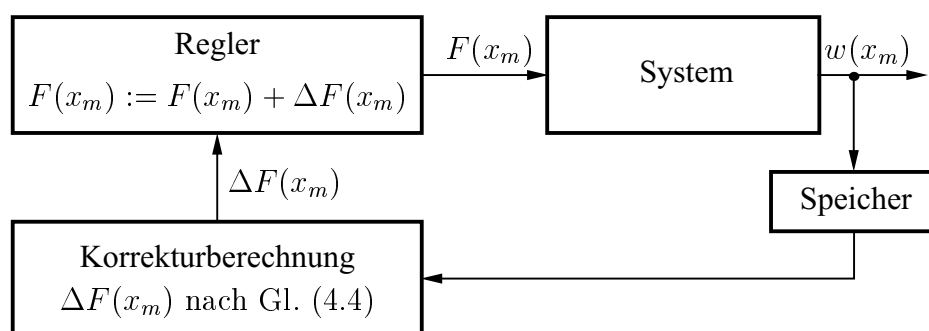 Regler
F(x_m) := F(x_m) + ΔF(x_m)
F(x_m)
System
w(x_m)
ΔF(x_m)
Speicher
Korrekturberechnung
ΔF(x_m) nach Gl. (4.4)